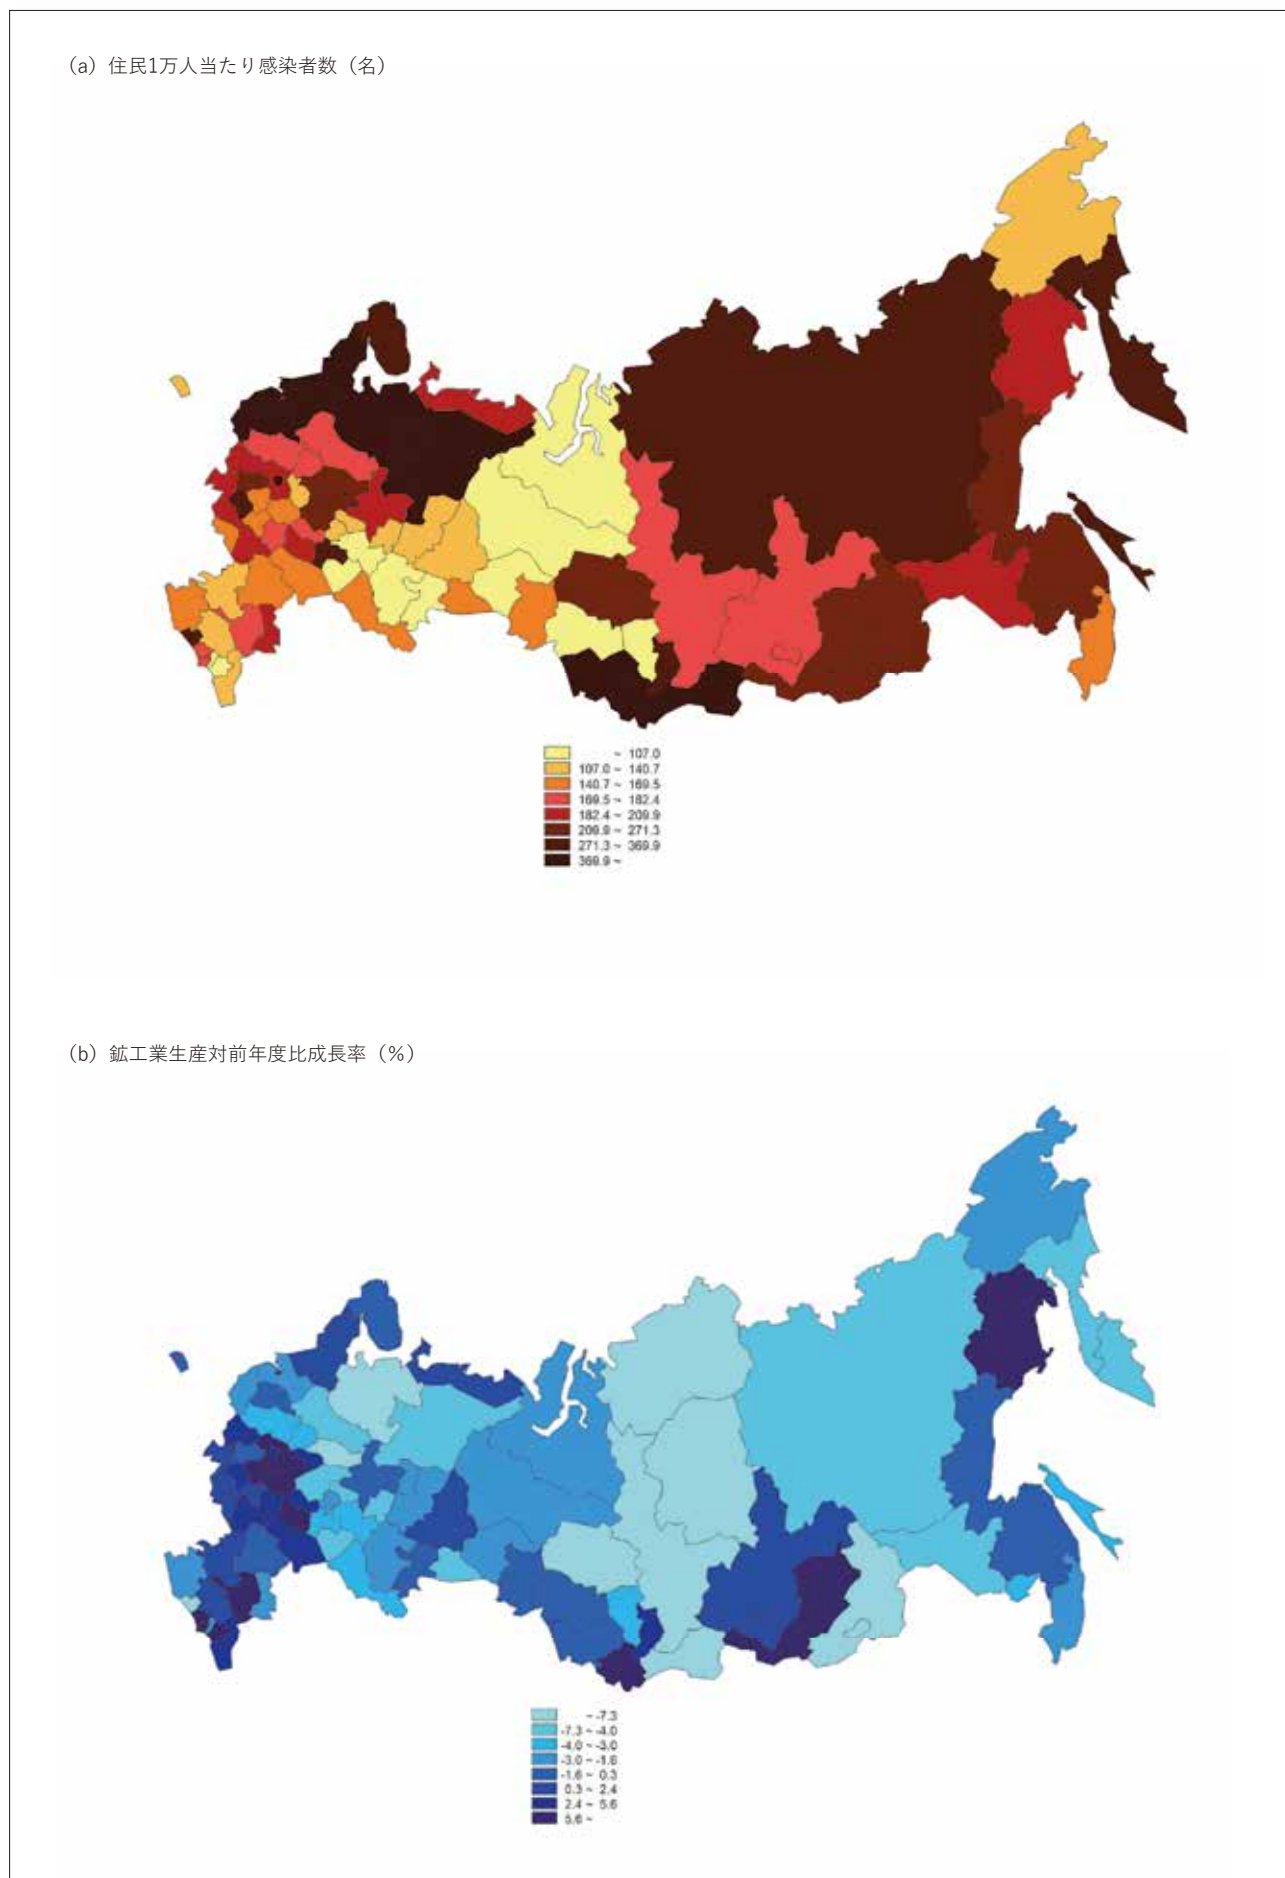 (a) 住民1万人当たり感染者数（名）
~ 107.0
107.0 ~ 140.7
140.7 ~ 169.5
169.5 ~ 182.4
182.4 ~ 209.9
209.9 ~ 271.3
271.3 ~ 369.9
369.9 ~
(b) 鉱工業生産対前年度比成長率（%）
~ -7.3
-7.3 ~ -4.0
-4.0 ~ -3.0
-3.0 ~ -1.6
-1.6 ~ 0.3
0.3 ~ 2.4
2.4 ~ 5.6
5.6 ~